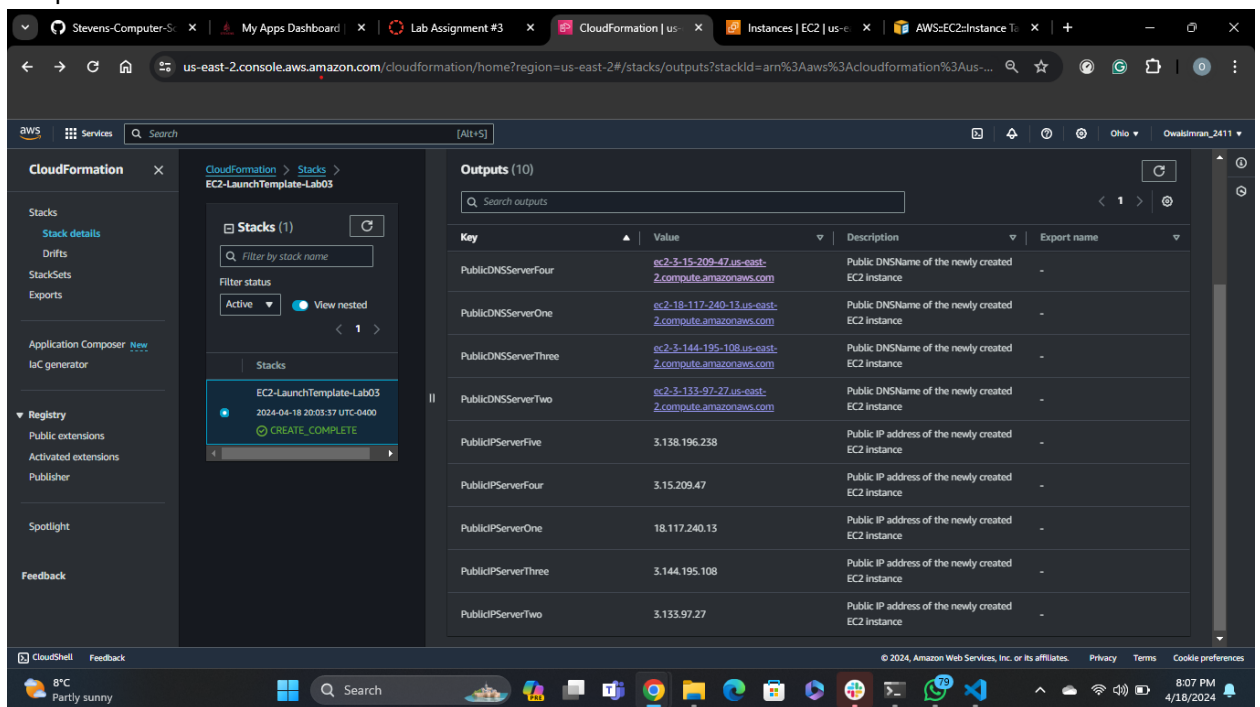 Stevens-Computer-Sc
My Apps Dashboard
Lab Assignment #3
CloudFormation | us-
Instances | EC2 | us-e
AWS::EC2::Instance Ta
us-east-2.console.aws.amazon.com/cloudformation/home?region=us-east-2#/stacks/outputs?stackId=arn%3Aaws%3Acloudformation%3Aus-...
aws
Services
Search
[Alt+S]
Ohio
OwaisImran_2411
CloudFormation
Stacks
Stack details
Drifts
StackSets
Exports
Application Composer New
IaC generator
Registry
Public extensions
Activated extensions
Publisher
Spotlight
Feedback
CloudFormation > Stacks >
EC2-LaunchTemplate-Lab03
Stacks (1)
Filter by stack name
Filter status
Active
View nested
< 1 >
Stacks
EC2-LaunchTemplate-Lab03
2024-04-18 20:03:37 UTC-0400
CREATE_COMPLETE
Outputs (10)
Search outputs
< 1 >
Key Value Description Export name
PublicDNSServerFour ec2-3-15-209-47.us-east- Public DNSName of the newly created -
2.compute.amazonaws.com EC2 instance
PublicDNSServerOne ec2-18-117-240-13.us-east- Public DNSName of the newly created -
2.compute.amazonaws.com EC2 instance
PublicDNSServerThree ec2-3-144-195-108.us-east- Public DNSName of the newly created -
2.compute.amazonaws.com EC2 instance
PublicDNSServerTwo ec2-3-133-97-27.us-east- Public DNSName of the newly created -
2.compute.amazonaws.com EC2 instance
PublicIPServerFive 3.138.196.238 Public IP address of the newly created -
EC2 instance
PublicIPServerFour 3.15.209.47 Public IP address of the newly created -
EC2 instance
PublicIPServerOne 18.117.240.13 Public IP address of the newly created -
EC2 instance
PublicIPServerThree 3.144.195.108 Public IP address of the newly created -
EC2 instance
PublicIPServerTwo 3.133.97.27 Public IP address of the newly created -
EC2 instance
CloudShell Feedback
© 2024, Amazon Web Services, Inc. or its affiliates. Privacy Terms Cookie preferences
8°C
Partly sunny
Search
PRE
79
8:07 PM
4/18/2024